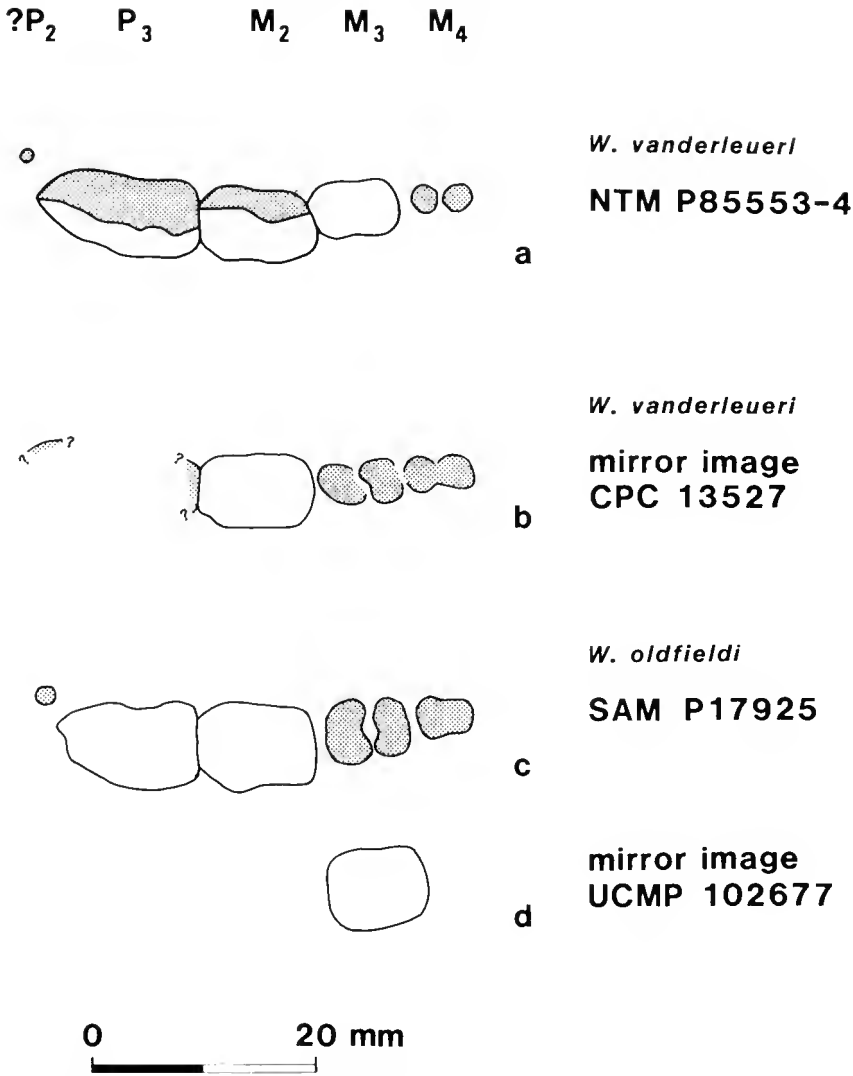 ?P2 P3 M2 M3 M4
W. vanderleueri
NTM P85553-4
a
W. vanderleueri
? ?
?
mirror image
CPC 13527
?
b
W. oldfieldi
SAM P17925
c
mirror image
UCMP 102677
d
0 20 mm